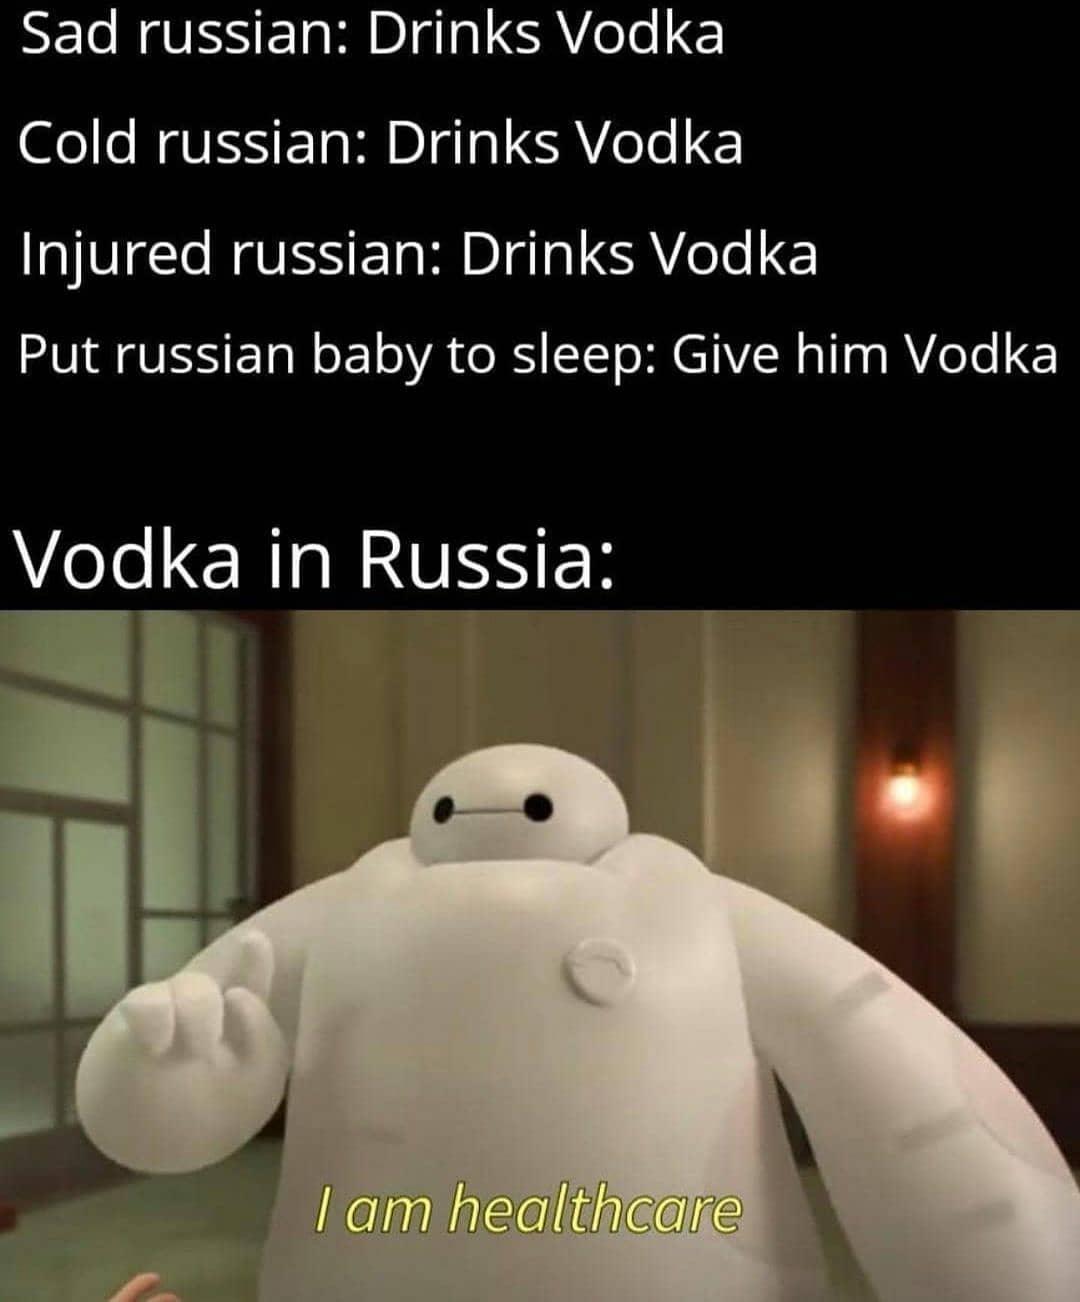 Sad russian: Drinks Vodka
Cold russian: Drinks Vodka
Injured russian: Drinks Vodka
Put russian baby to sleep: Give him Vodka
Vodka in Russia:
I am healthcare